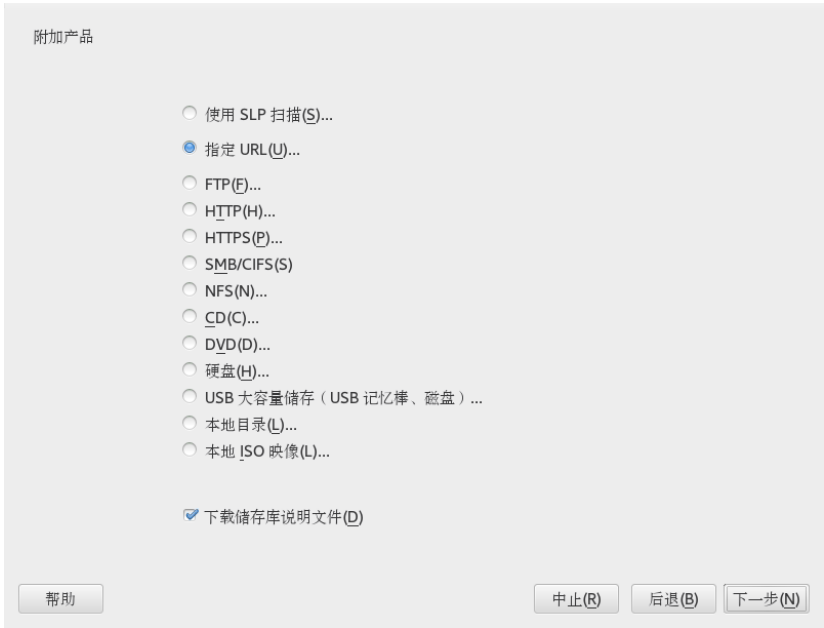 附加产品
使用 SLP 扫描(S)...
指定 URL(U)...
FTP(F)...
HTTP(H)...
HTTPS(P)...
SMB/CIFS(S)
NFS(N)...
CD(C)...
DVD(D)...
硬盘(H)...
USB 大容量储存（USB 记忆棒、磁盘）...
本地目录(L)...
本地 ISO 映像(L)...
下载储存库说明文件(D)
帮助 中止(R) 后退(B) 下一步(N)